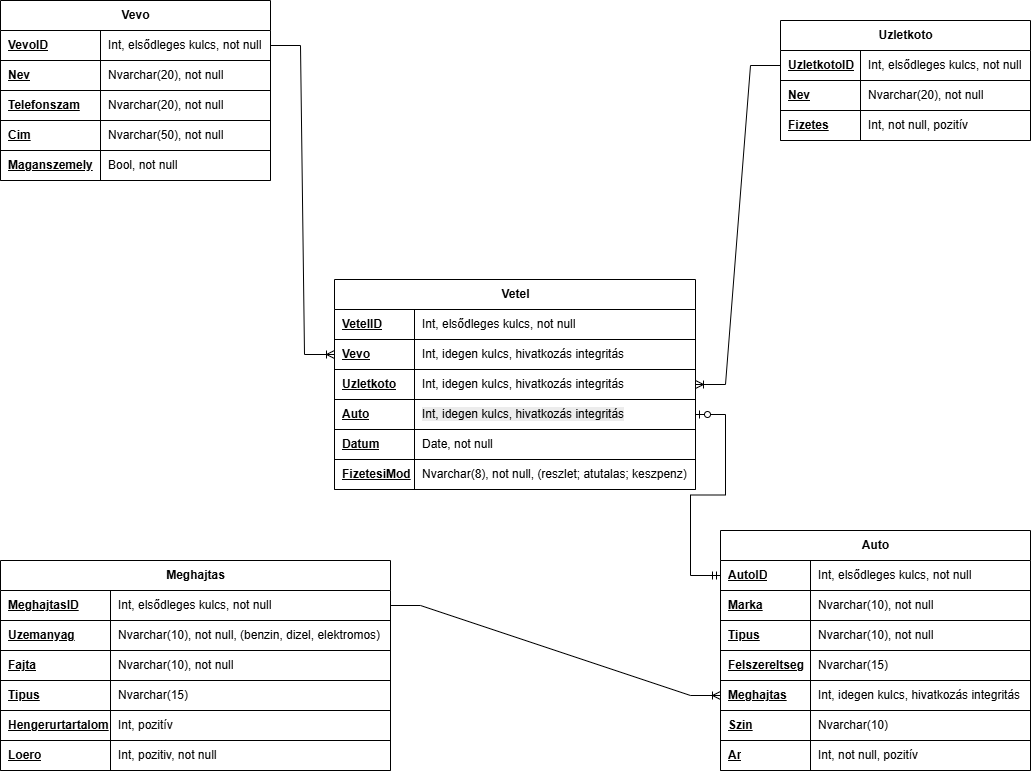 Vevo
VevoID Int, elsődleges kulcs, not null
Nev Nvarchar(20), not null
Telefonszam Nvarchar(20), not null
Cim Nvarchar(50), not null
Maganszemely Bool, not null
Uzletkoto
UzletkotoID Int, elsődleges kulcs, not null
Nev Nvarchar(20), not null
Fizetes Int, not null, pozitív
Vetel
VetelID Int, elsődleges kulcs, not null
Vevo Int, idegen kulcs, hivatkozás integritás
Uzletkoto Int, idegen kulcs, hivatkozás integritás
Auto Int, idegen kulcs, hivatkozás integritás
Datum Date, not null
FizetesiMod Nvarchar(8), not null, (reszlet; atutalas; keszpenz)
Meghajtas
MeghajtasID Int, elsődleges kulcs, not null
Uzemanyag Nvarchar(10), not null, (benzin, dizel, elektromos)
Fajta Nvarchar(10), not null
Tipus Nvarchar(15)
Hengerurtartalom Int, pozitív
Loero Int, pozitiv, not null
Auto
AutoID Int, elsődleges kulcs, not null
Marka Nvarchar(10), not null
Tipus Nvarchar(10), not null
Felszereltseg Nvarchar(15)
Meghajtas Int, idegen kulcs, hivatkozás integritás
Szin Nvarchar(10)
Ar Int, not null, pozitív